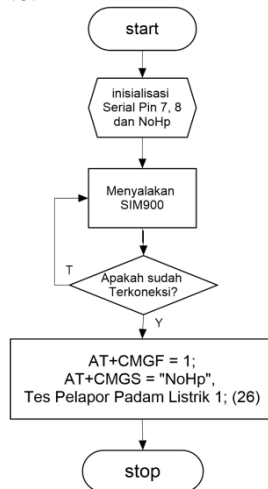 start
inisialisasi
Serial Pin 7, 8
dan NoHp
Menyalakan
SIM900
T
Apakah sudah
Terkoneksi?
Y
AT+CMGF = 1;
AT+CMGS = "NoHp",
Tes Pelapor Padam Listrik 1; (26)
stop